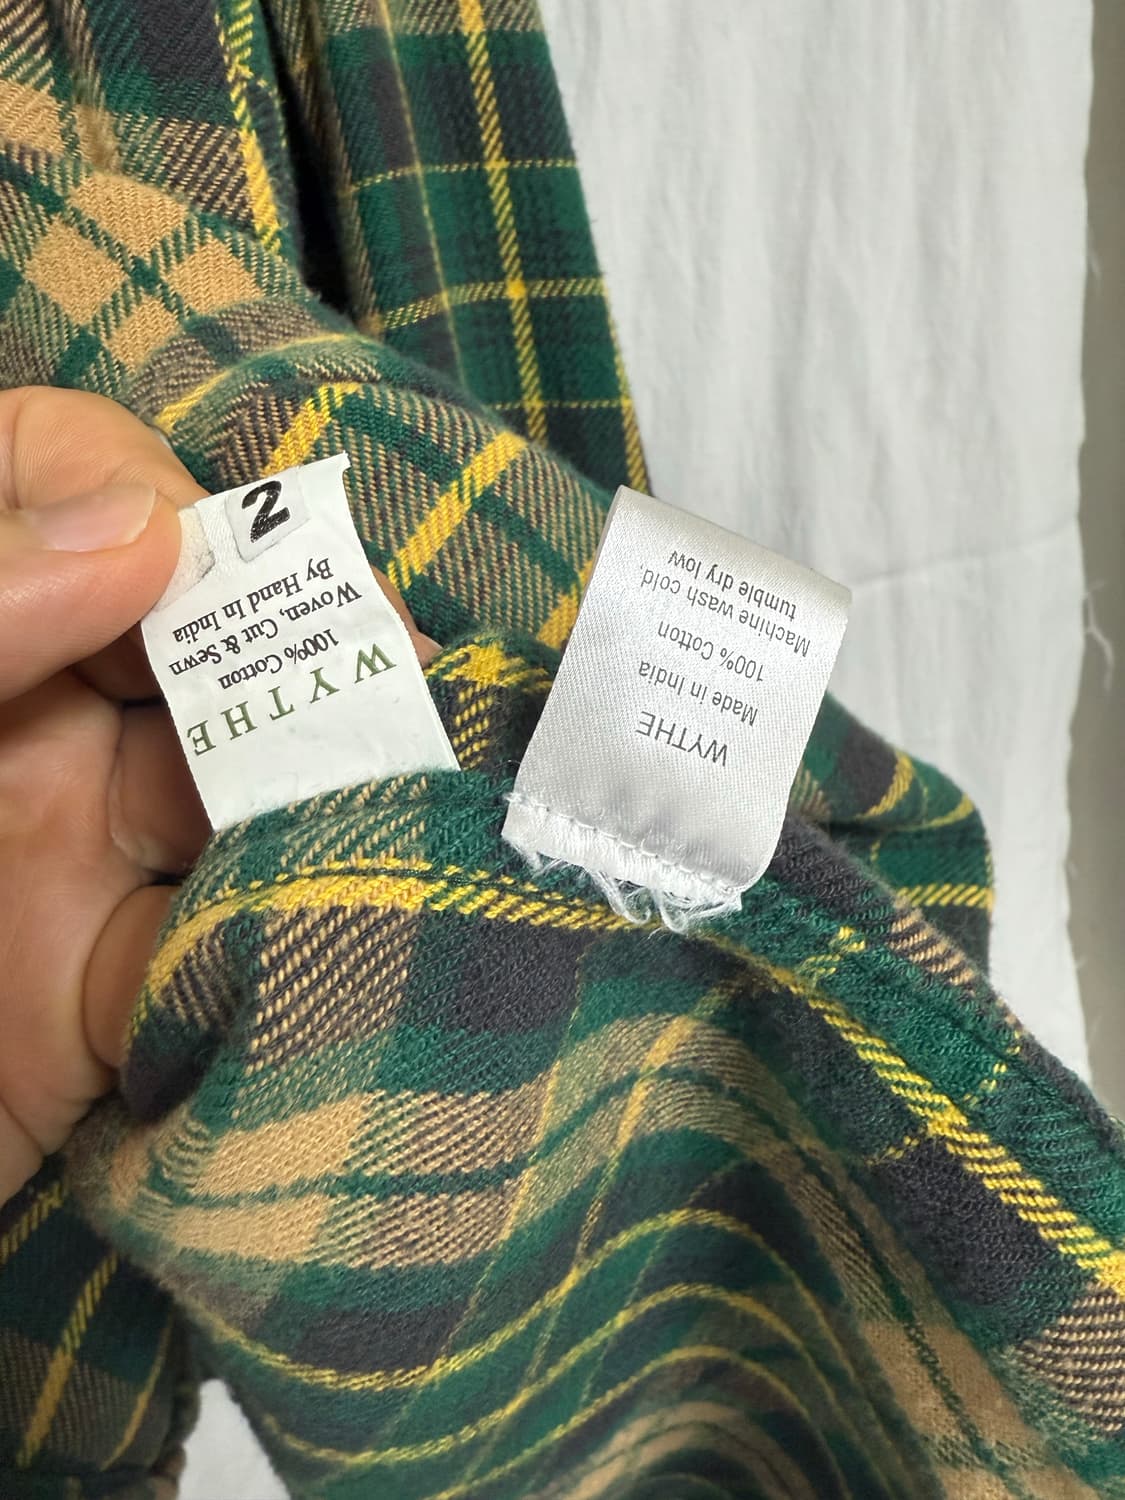 WYTHE
100% Cotton
Woven, Cut & Sewn
By Hand In India
2
WYTHE
Made in India
100% Cotton
Machine wash cold,
tumble dry low